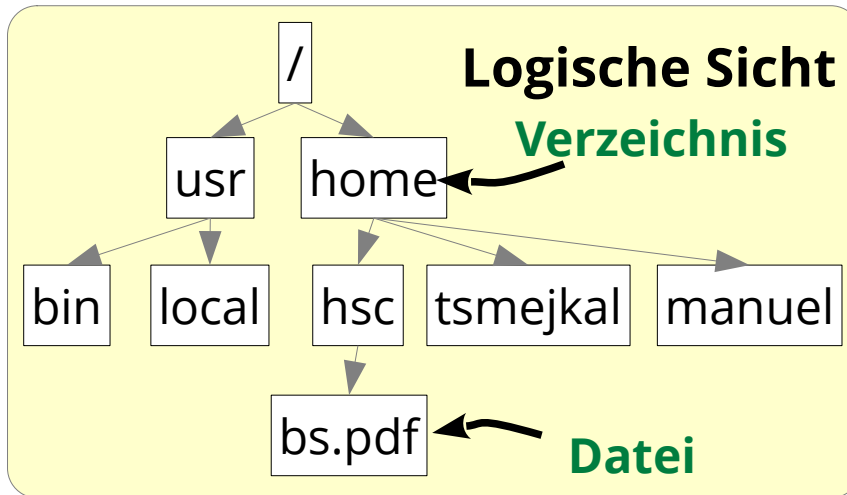 /
Logische Sicht
Verzeichnis
usr
home
bin
local
hsc
tsmejkal
manuel
bs.pdf
Datei